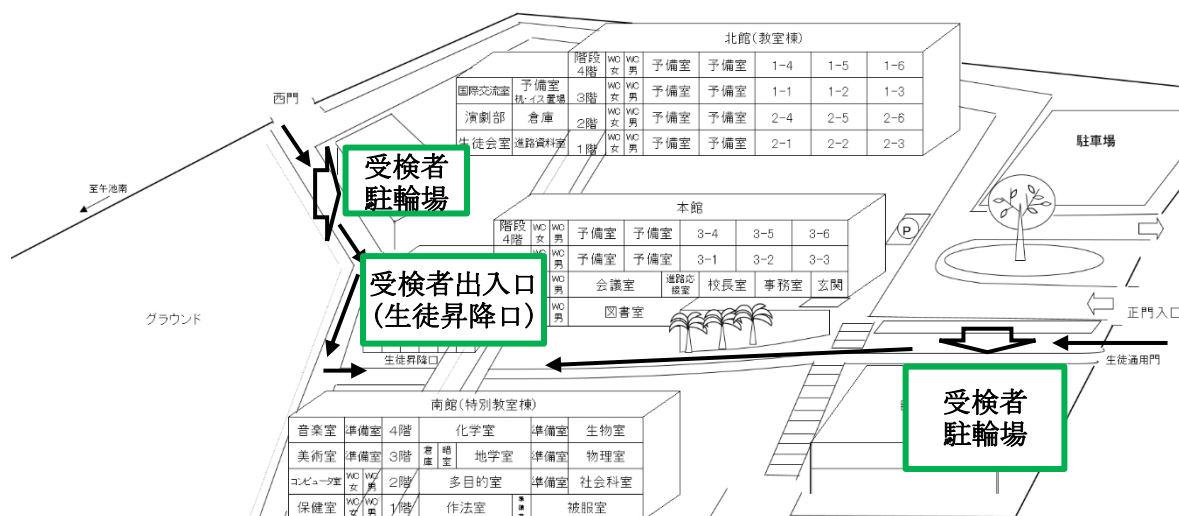 北館(教室棟)
階段 4階 WC 女 WC 男 予備室 予備室 1-4 1-5 1-6
国際交流室 予備室 机・イス置場 3階 WC 女 WC 男 予備室 予備室 1-1 1-2 1-3
演劇部 倉庫 2階 WC 女 WC 男 予備室 予備室 2-4 2-5 2-6
生徒会室 進路資料室 1階 WC 女 WC 男 予備室 予備室 2-1 2-2 2-3
西門
駐車場
受検者
駐輪場
至午池南
本館
階段 4階 WC 女 WC 男 予備室 予備室 3-4 3-5 3-6
WC 男 予備室 予備室 3-1 3-2 3-3
WC 男 会議室 進路応接室 校長室 事務室 玄関
WC 男 図書室
P
受検者出入口
(生徒昇降口)
グラウンド
正門入口
生徒昇降口
生徒通用門
受検者
駐輪場
南館(特別教室棟)
音楽室 準備室 4階 化学室 準備室 生物室
美術室 準備室 3階 倉庫 暗室 地学室 準備室 物理室
コンピュータ室 WC 女 WC 男 2階 多目的室 準備室 社会科室
保健室 WC 女 WC 男 1階 作法室 被服室